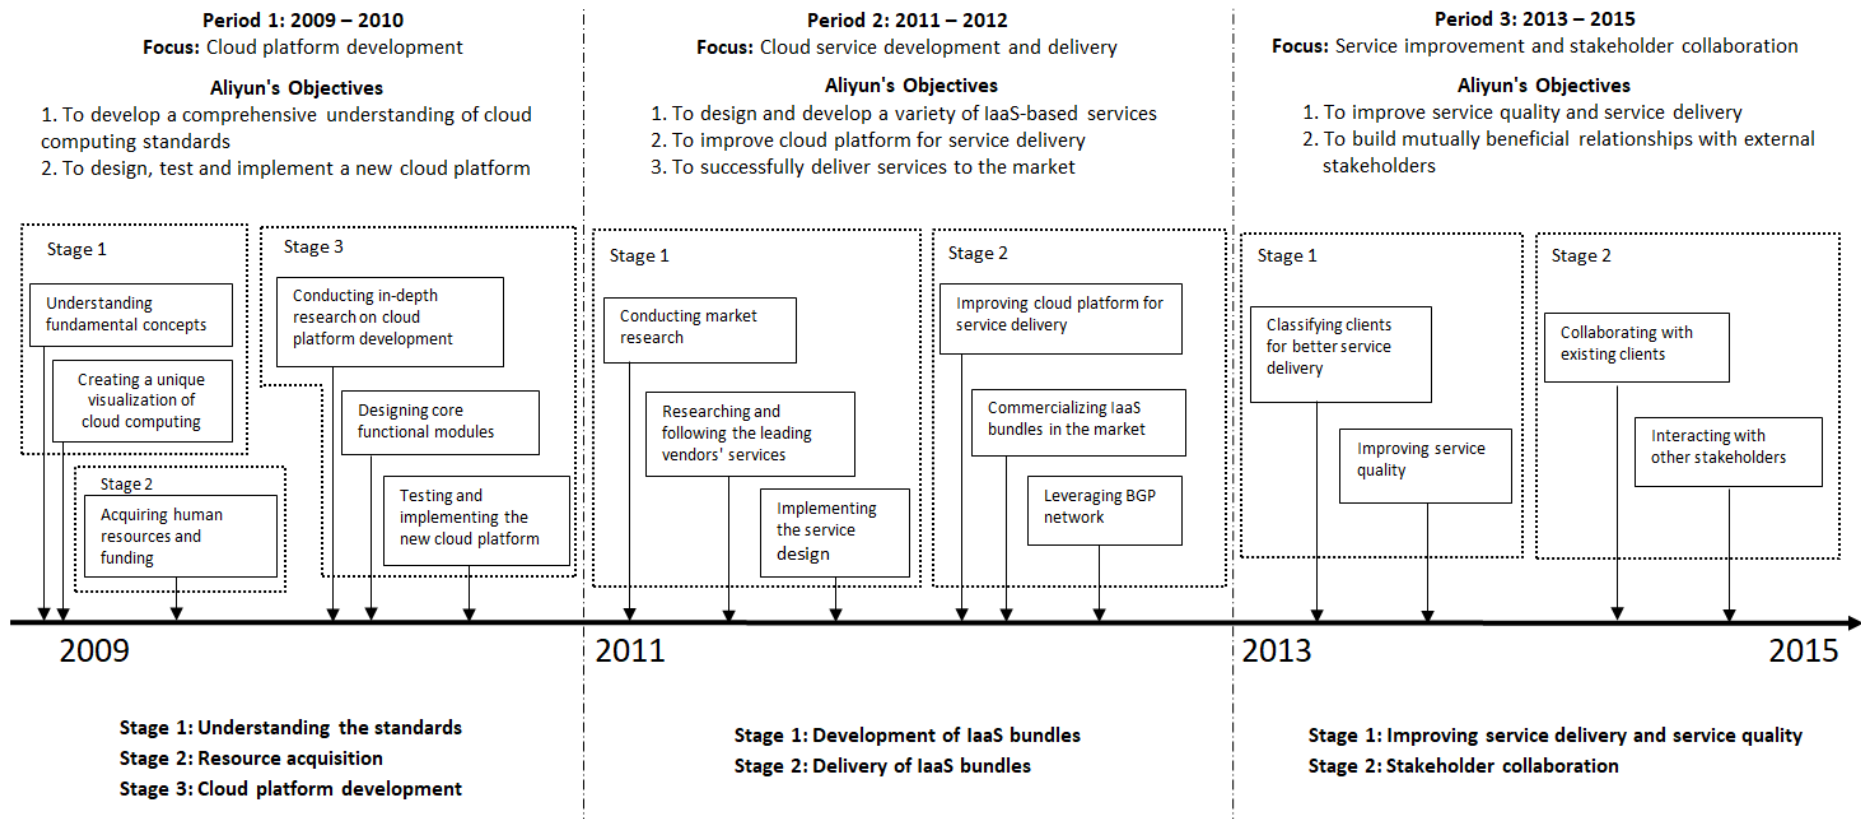 Period 1: 2009 – 2010
Focus: Cloud platform development
Aliyun's Objectives
1. To develop a comprehensive understanding of cloud
computing standards
2. To design, test and implement a new cloud platform
Period 2: 2011 – 2012
Focus: Cloud service development and delivery
Aliyun's Objectives
1. To design and develop a variety of IaaS-based services
2. To improve cloud platform for service delivery
3. To successfully deliver services to the market
Period 3: 2013 – 2015
Focus: Service improvement and stakeholder collaboration
Aliyun's Objectives
1. To improve service quality and service delivery
2. To build mutually beneficial relationships with external
stakeholders
Stage 1
Understanding
fundamental concepts
Creating a unique
visualization of
cloud computing
Stage 2
Acquiring human
resources and
funding
Stage 3
Conducting in-depth
research on cloud
platform development
Designing core
functional modules
Testing and
implementing the
new cloud platform
Stage 1
Conducting market
research
Researching and
following the leading
vendors' services
Implementing
the service
design
Stage 2
Improving cloud platform for
service delivery
Commercializing IaaS
bundles in the market
Leveraging BGP
network
Stage 1
Classifying clients
for better service
delivery
Improving service
quality
Stage 2
Collaborating with
existing clients
Interacting with
other stakeholders
2009
2011
2013
2015
Stage 1: Understanding the standards
Stage 2: Resource acquisition
Stage 3: Cloud platform development
Stage 1: Development of IaaS bundles
Stage 2: Delivery of IaaS bundles
Stage 1: Improving service delivery and service quality
Stage 2: Stakeholder collaboration